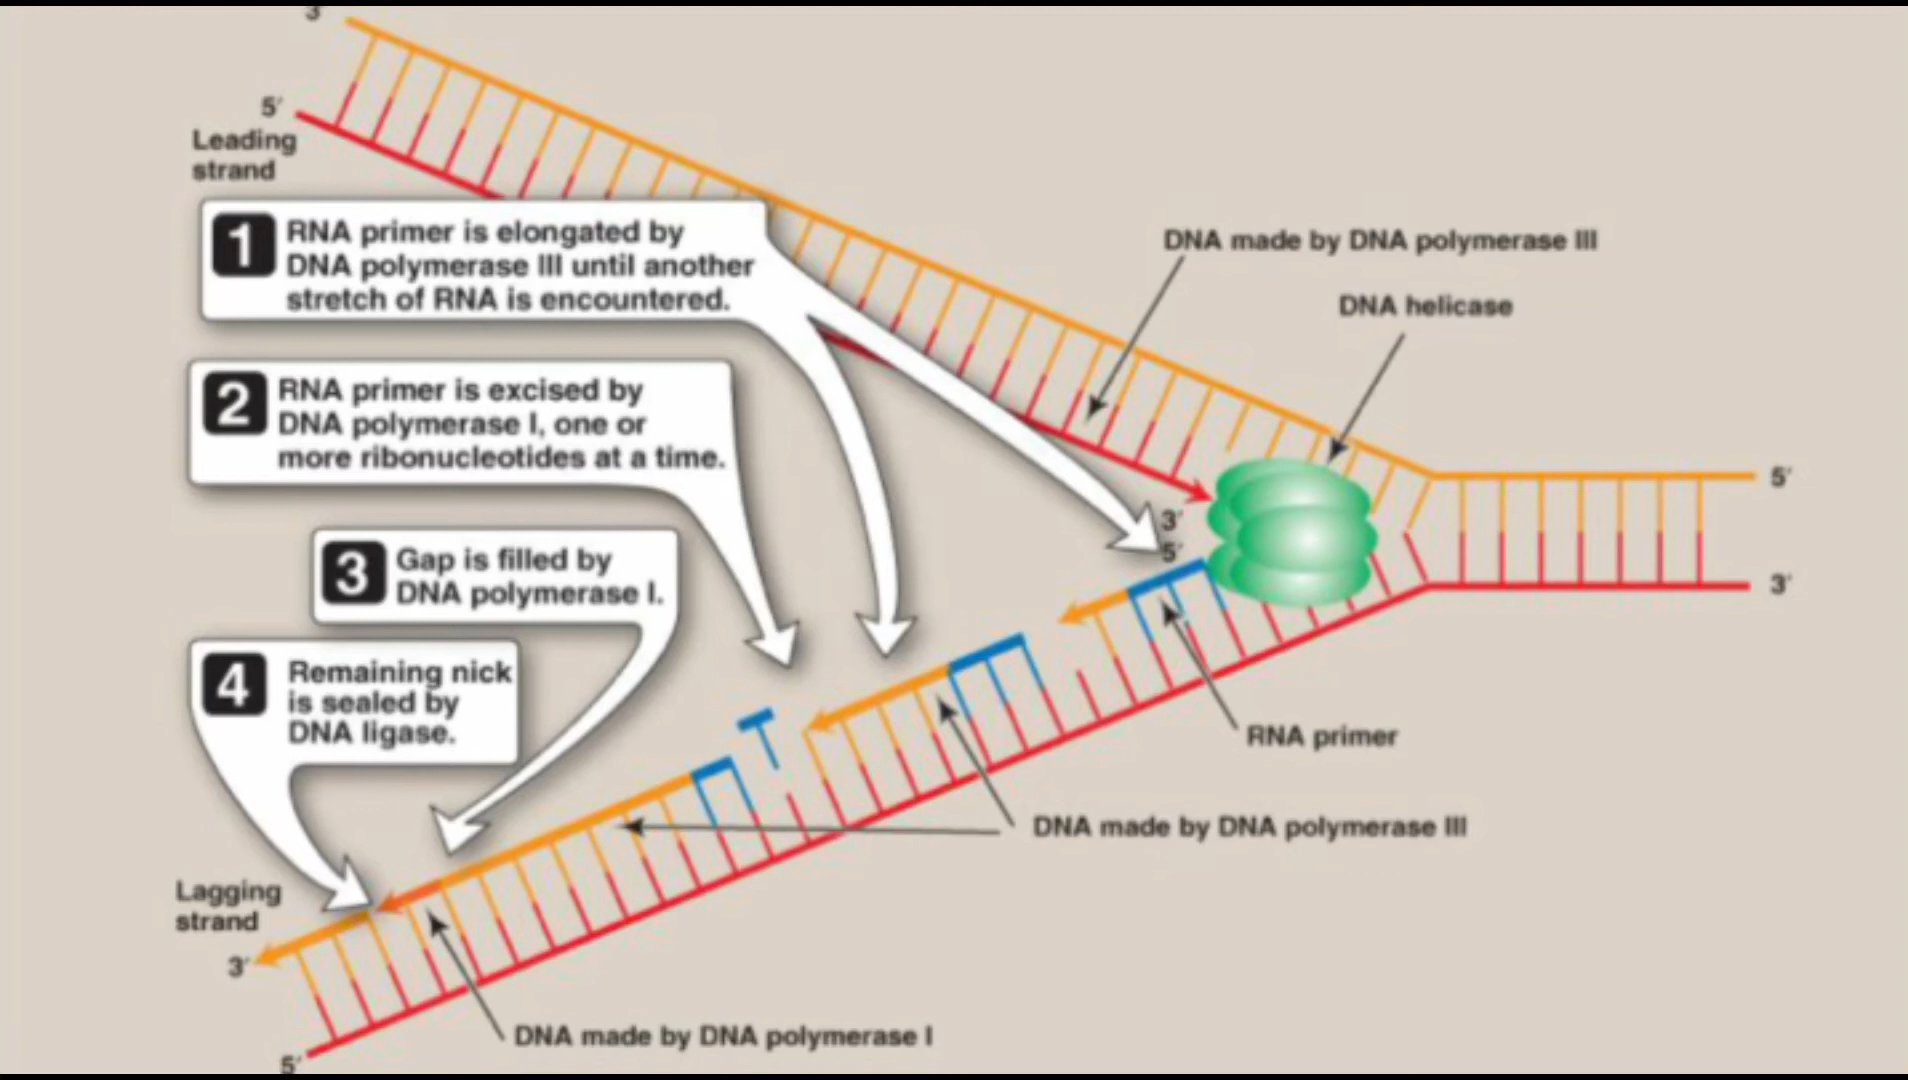 3′
5′
Leading
strand
1
RNA primer is elongated by
DNA polymerase III until another
stretch of RNA is encountered.
DNA made by DNA polymerase III
DNA helicase
2
RNA primer is excised by
DNA polymerase I, one or
more ribonucleotides at a time.
5′
3′
5′
3′
3
Gap is filled by
DNA polymerase I.
4
Remaining nick
is sealed by
DNA ligase.
RNA primer
DNA made by DNA polymerase III
Lagging
strand
3′
DNA made by DNA polymerase I
5′